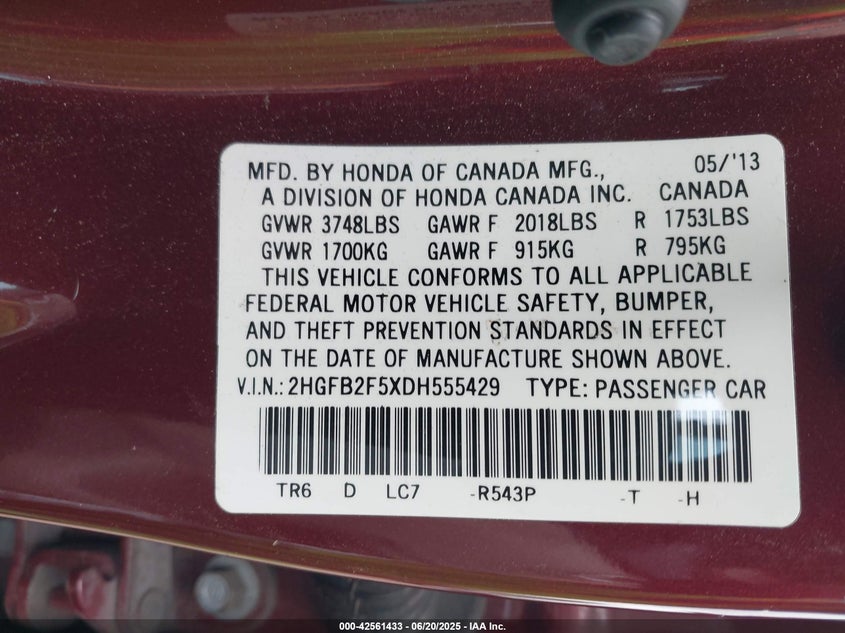 MFD. BY HONDA OF CANADA MFG., 05/'13
A DIVISION OF HONDA CANADA INC. CANADA
GVWR 3748LBS GAWR F 2018LBS R 1753LBS
GVWR 1700KG GAWR F 915KG R 795KG
THIS VEHICLE CONFORMS TO ALL APPLICABLE
FEDERAL MOTOR VEHICLE SAFETY, BUMPER,
AND THEFT PREVENTION STANDARDS IN EFFECT
ON THE DATE OF MANUFACTURE SHOWN ABOVE.
V.I.N.: 2HGFB2F5XDH555429 TYPE: PASSENGER CAR
TR6 D LC7 -R543P -T -H
000-42561433 - 06/20/2025 - IAA Inc.